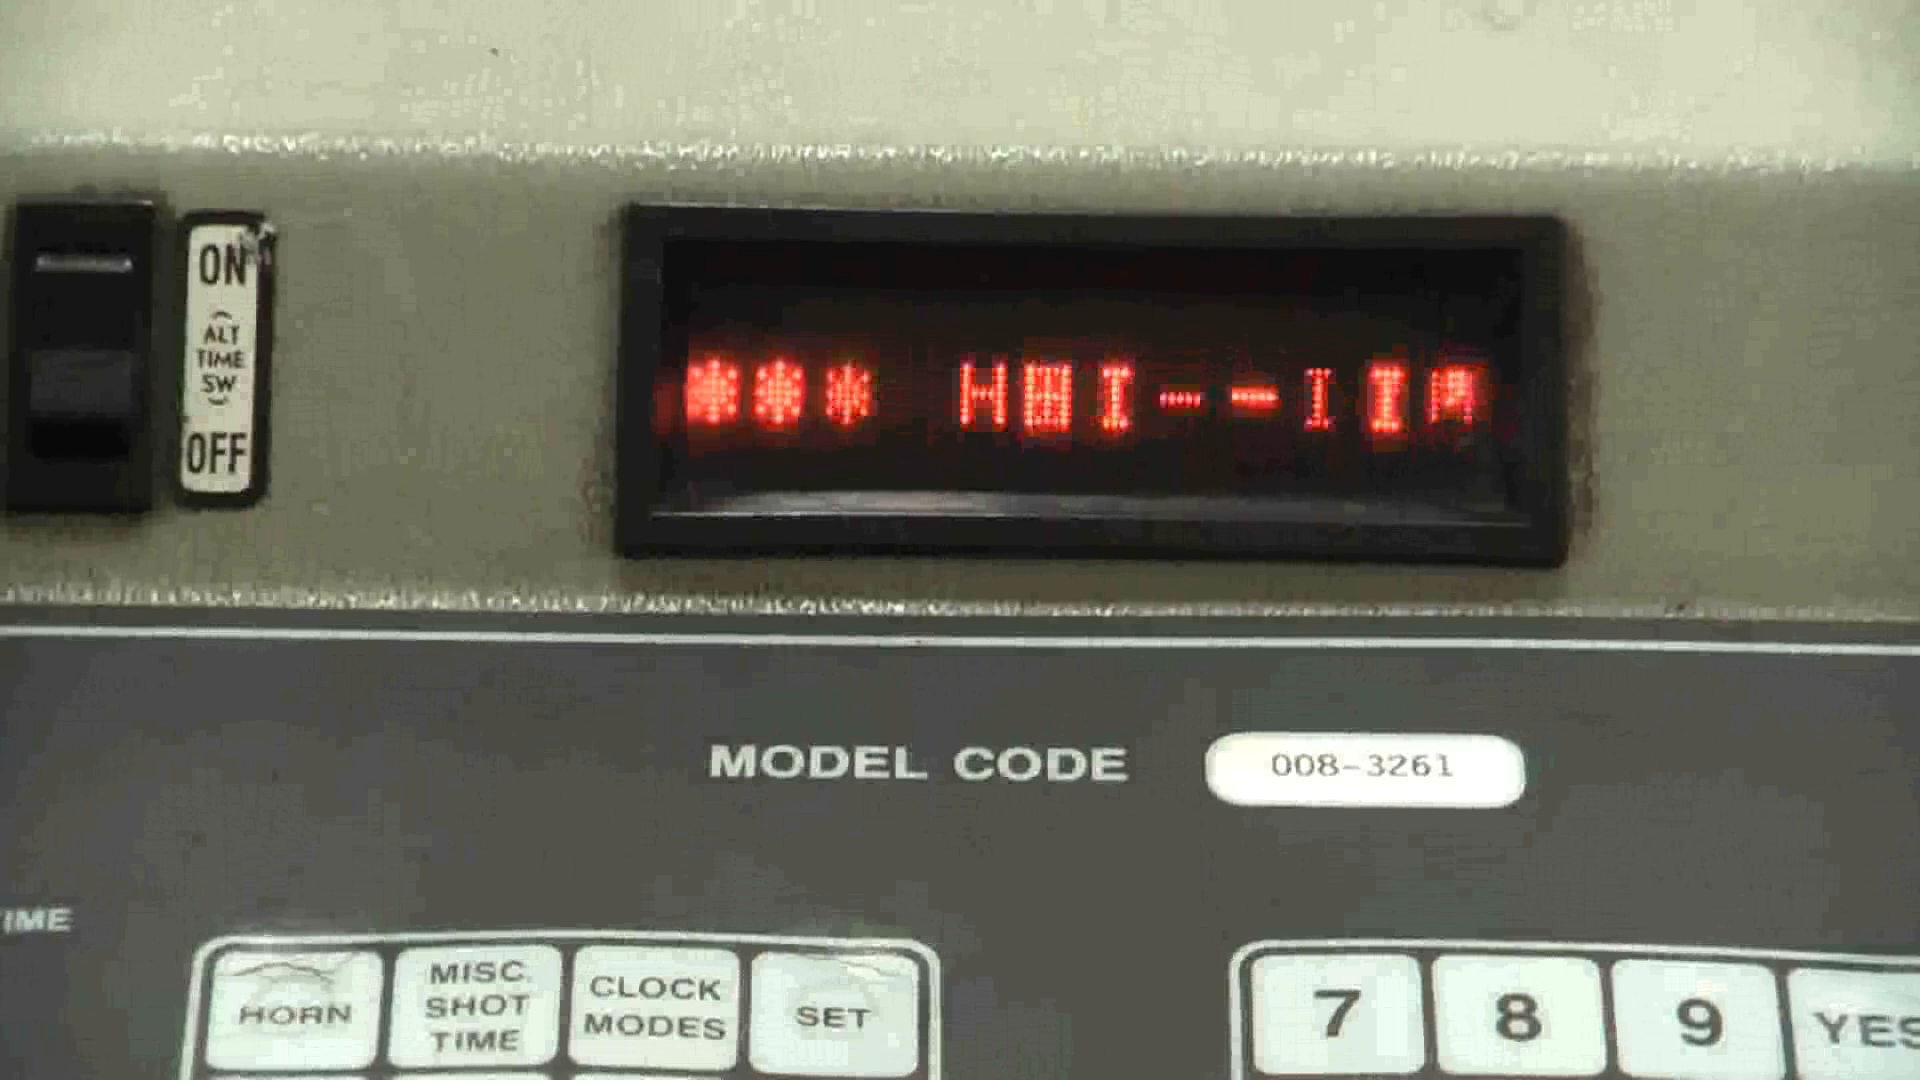 ON
ALT
TIME
SW
OFF
MODEL CODE 008-3261
TIME
HORN
MISC.
SHOT
TIME
CLOCK
MODES
SET
7 8 9 YES